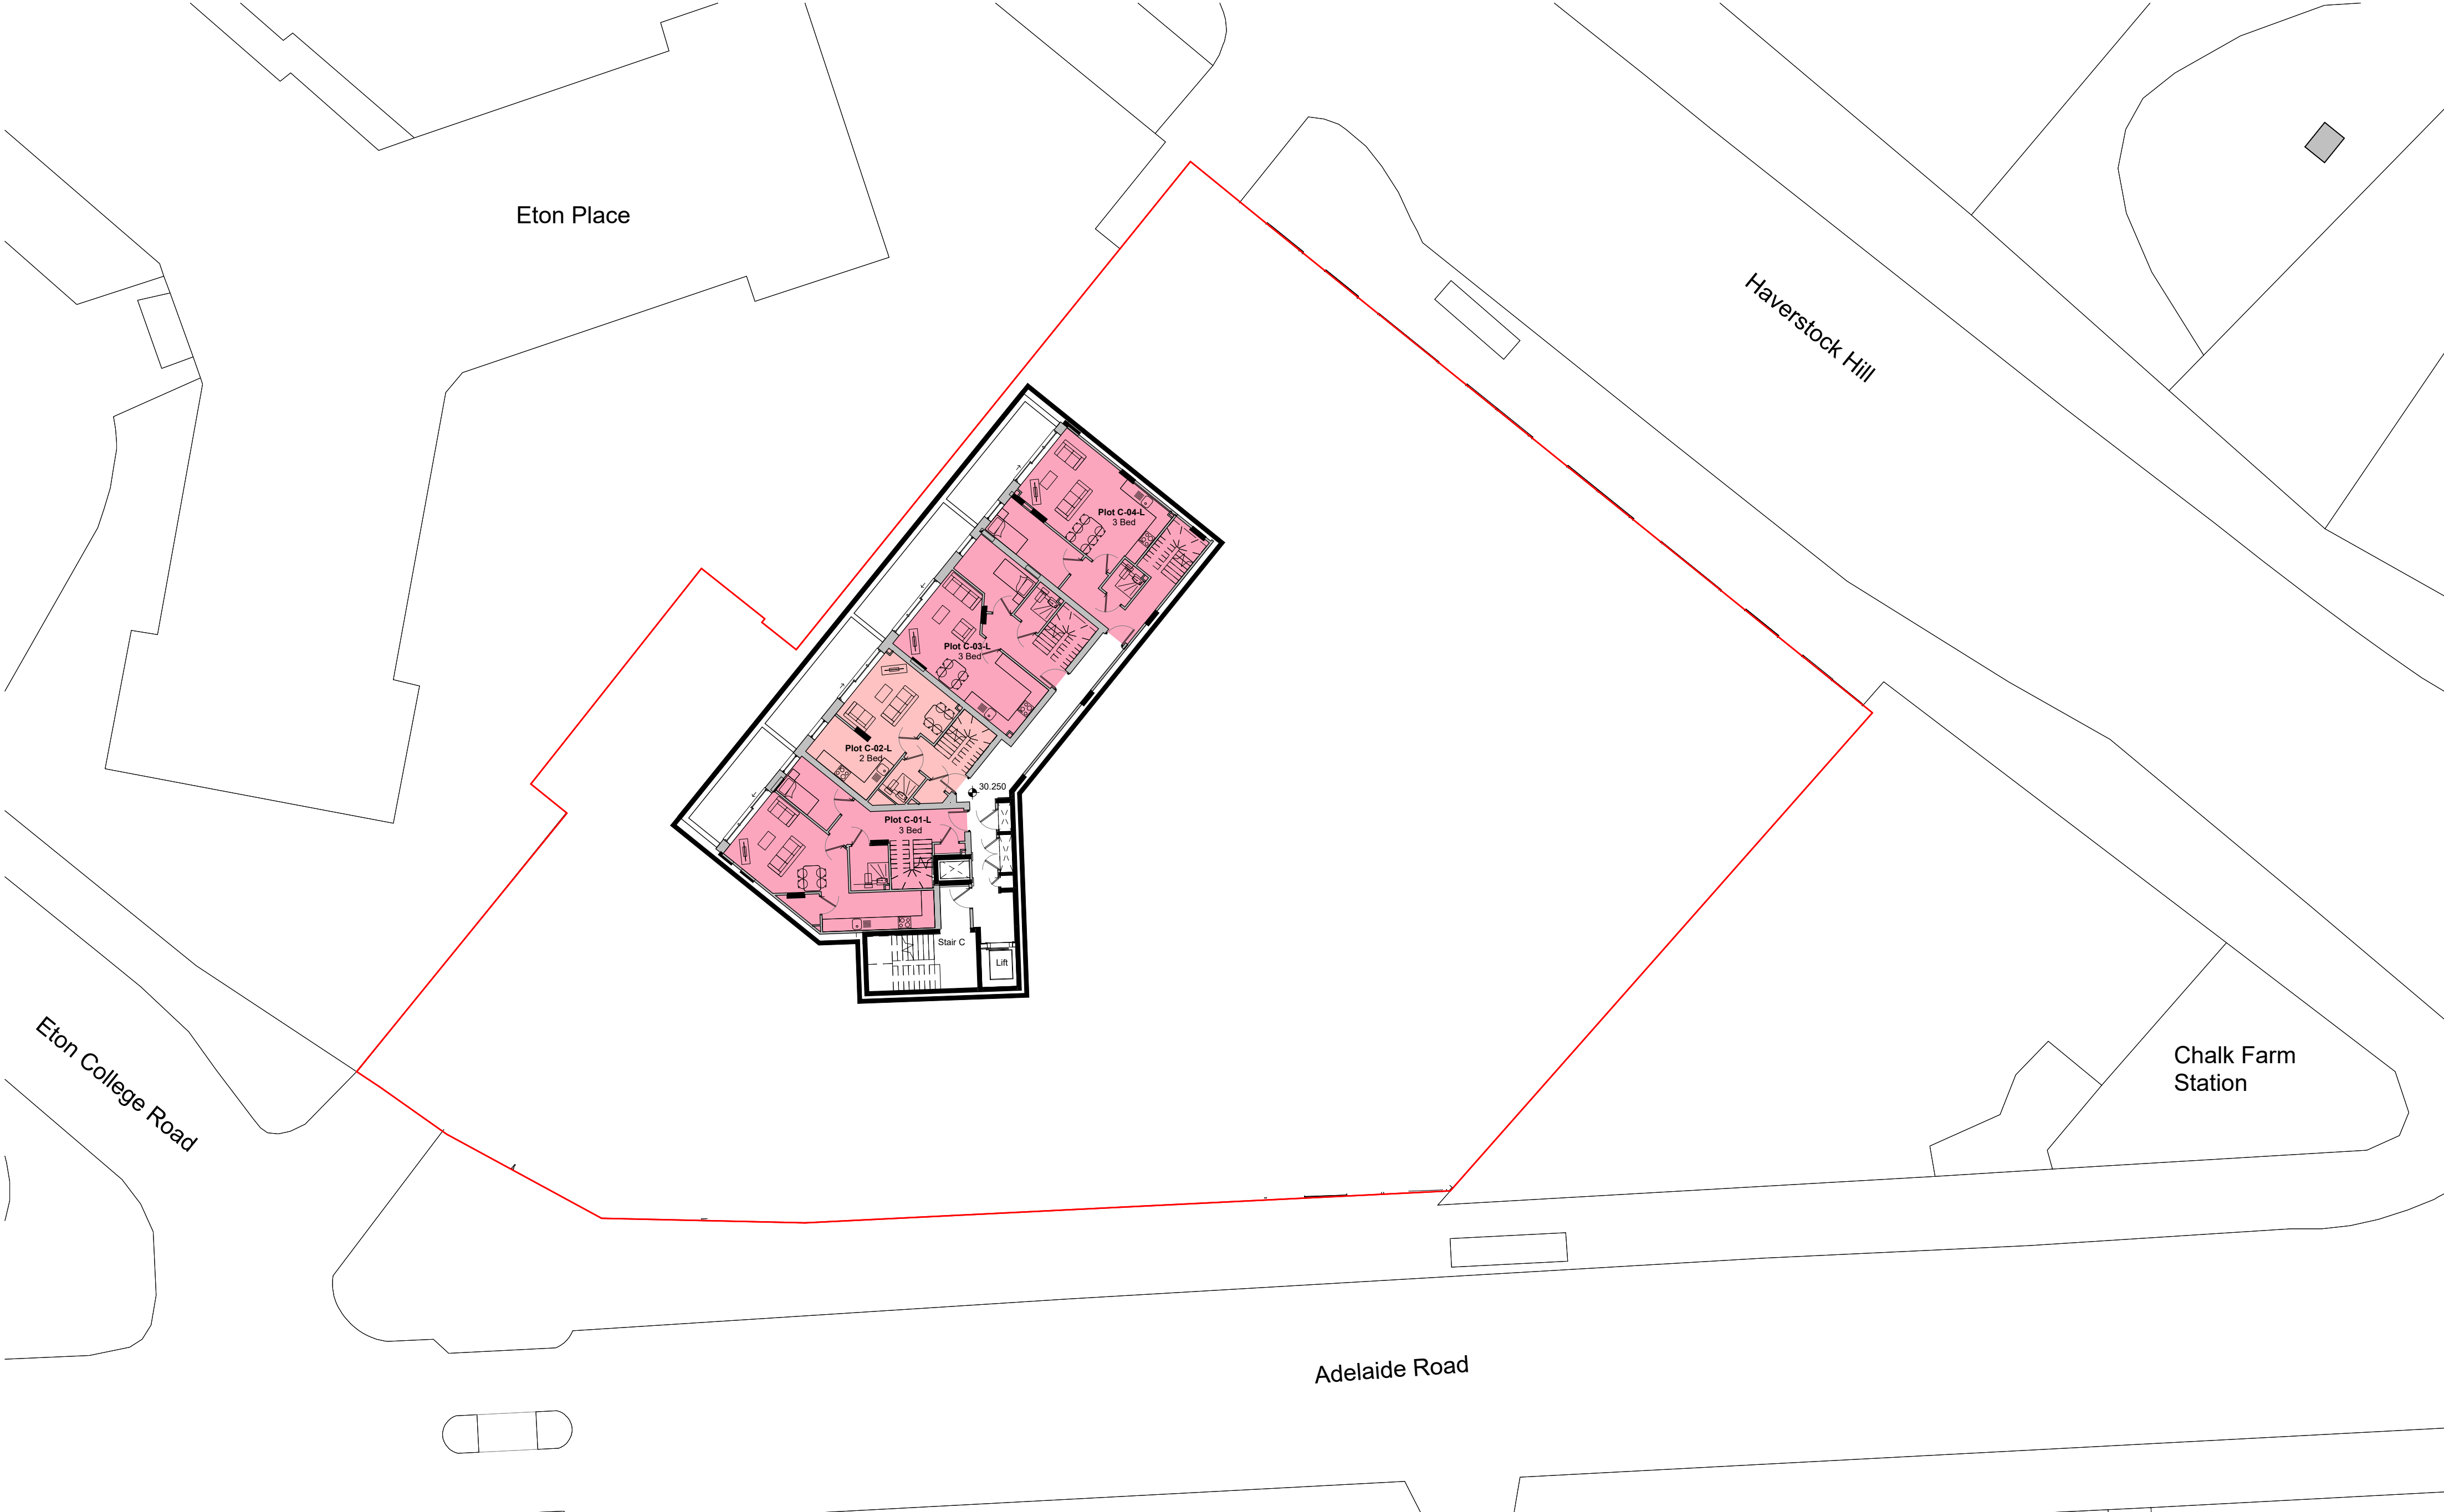 Eton Place
Haverstock Hill
Plot C-04-L
3 Bed
Plot C-03-L
3 Bed
Plot C-02-L
2 Bed
30.250
Plot C-01-L
3 Bed
Stair C
Lift
Eton College Road
Chalk Farm
Station
Adelaide Road